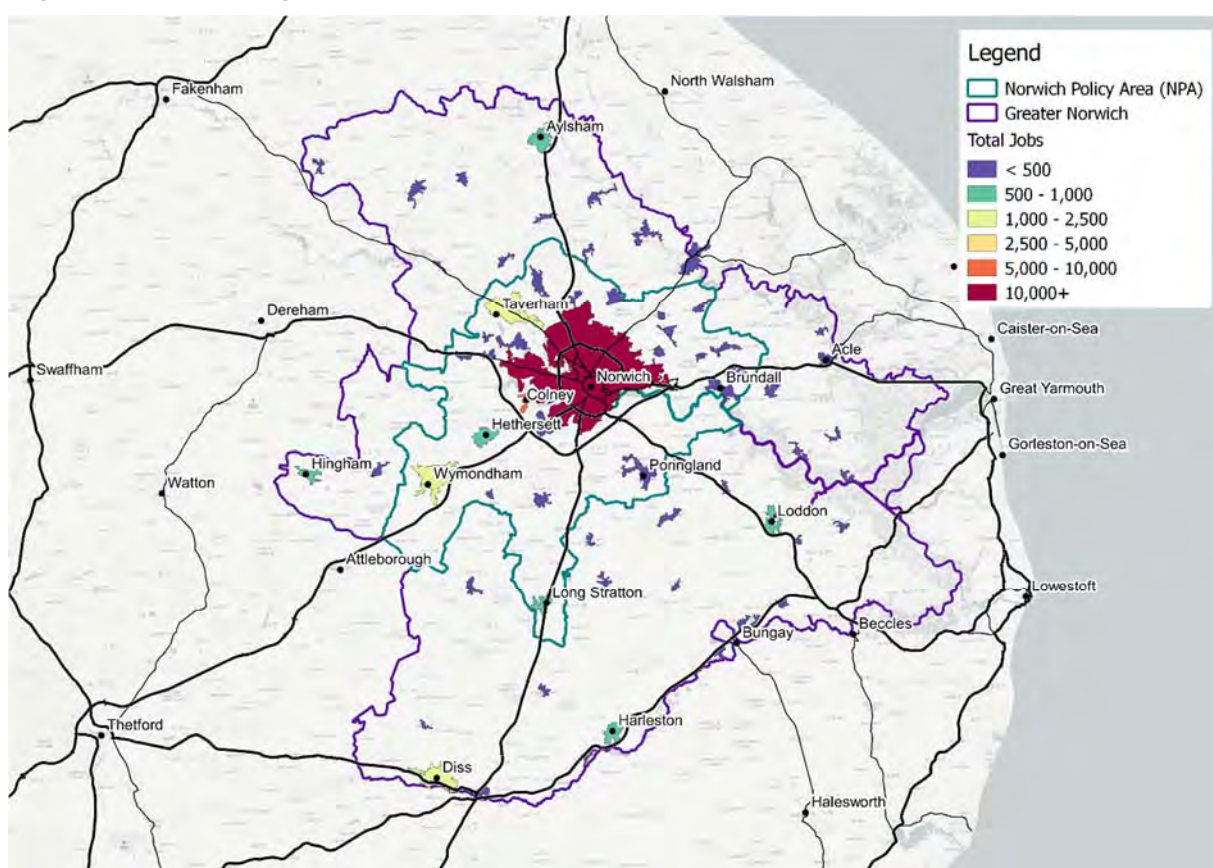 Legend
Norwich Policy Area (NPA)
Greater Norwich
Total Jobs
< 500
500 - 1,000
1,000 - 2,500
2,500 - 5,000
5,000 - 10,000
10,000+
North Walsham
Fakenham
Aylsham
Taverham
Dereham
Caister-on-Sea
Acle
Swaffham
Norwich
Brundall
Great Yarmouth
Colney
Hethersett
Gorleston-on-Sea
Hingham
Wymondham
Poringland
Watton
Loddon
Attleborough
Long Stratton
Lowestoft
Bungay
Beccles
Thetford
Harleston
Diss
Halesworth